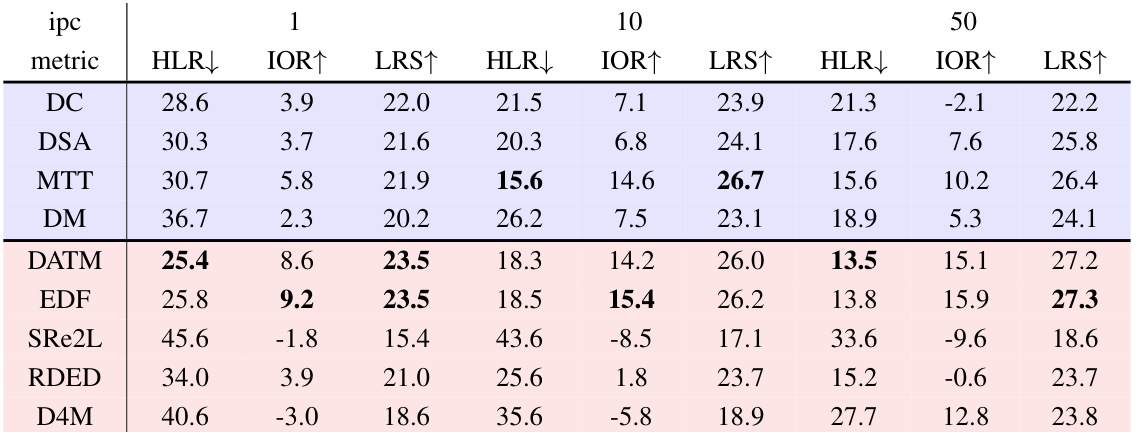 ipc 1 10 50
metric HLR↓ IOR↑ LRS↑ HLR↓ IOR↑ LRS↑ HLR↓ IOR↑ LRS↑
DC 28.6 3.9 22.0 21.5 7.1 23.9 21.3 -2.1 22.2
DSA 30.3 3.7 21.6 20.3 6.8 24.1 17.6 7.6 25.8
MTT 30.7 5.8 21.9 15.6 14.6 26.7 15.6 10.2 26.4
DM 36.7 2.3 20.2 26.2 7.5 23.1 18.9 5.3 24.1
DATM 25.4 8.6 23.5 18.3 14.2 26.0 13.5 15.1 27.2
EDF 25.8 9.2 23.5 18.5 15.4 26.2 13.8 15.9 27.3
SRe2L 45.6 -1.8 15.4 43.6 -8.5 17.1 33.6 -9.6 18.6
RDED 34.0 3.9 21.0 25.6 1.8 23.7 15.2 -0.6 23.7
D4M 40.6 -3.0 18.6 35.6 -5.8 18.9 27.7 12.8 23.8